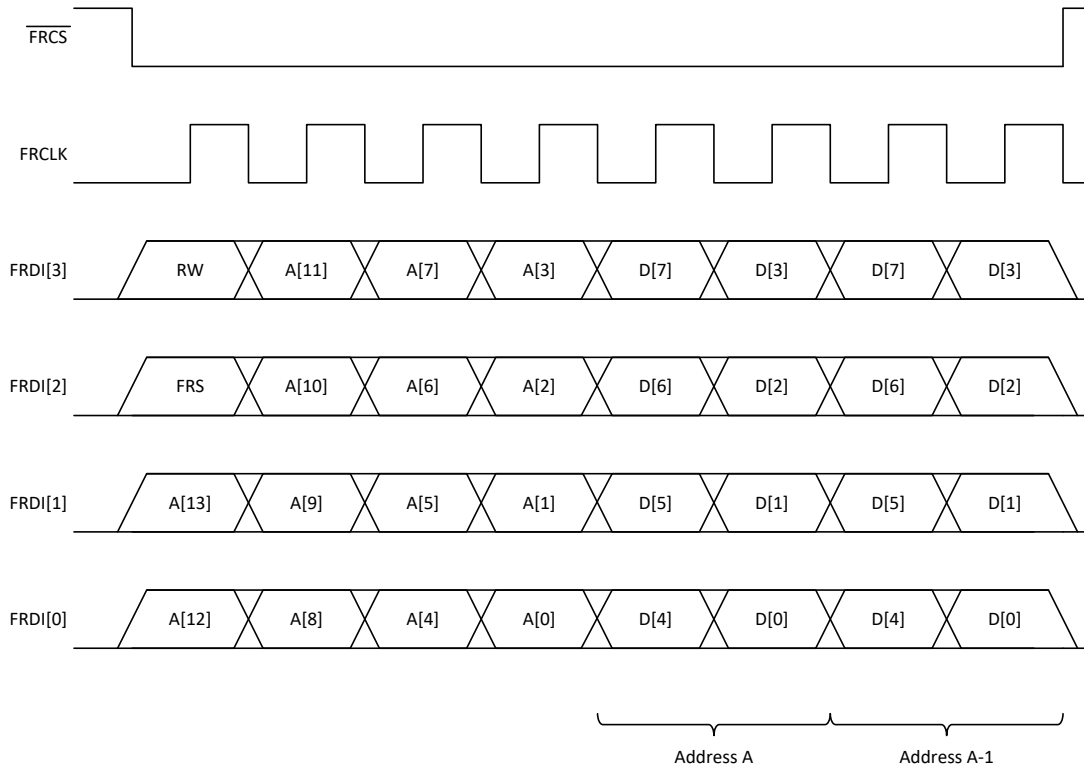 FRCS
FRCLK
FRDI[3] RW A[11] A[7] A[3] D[7] D[3] D[7] D[3]
FRDI[2] FRS A[10] A[6] A[2] D[6] D[2] D[6] D[2]
FRDI[1] A[13] A[9] A[5] A[1] D[5] D[1] D[5] D[1]
FRDI[0] A[12] A[8] A[4] A[0] D[4] D[0] D[4] D[0]
Address A Address A-1